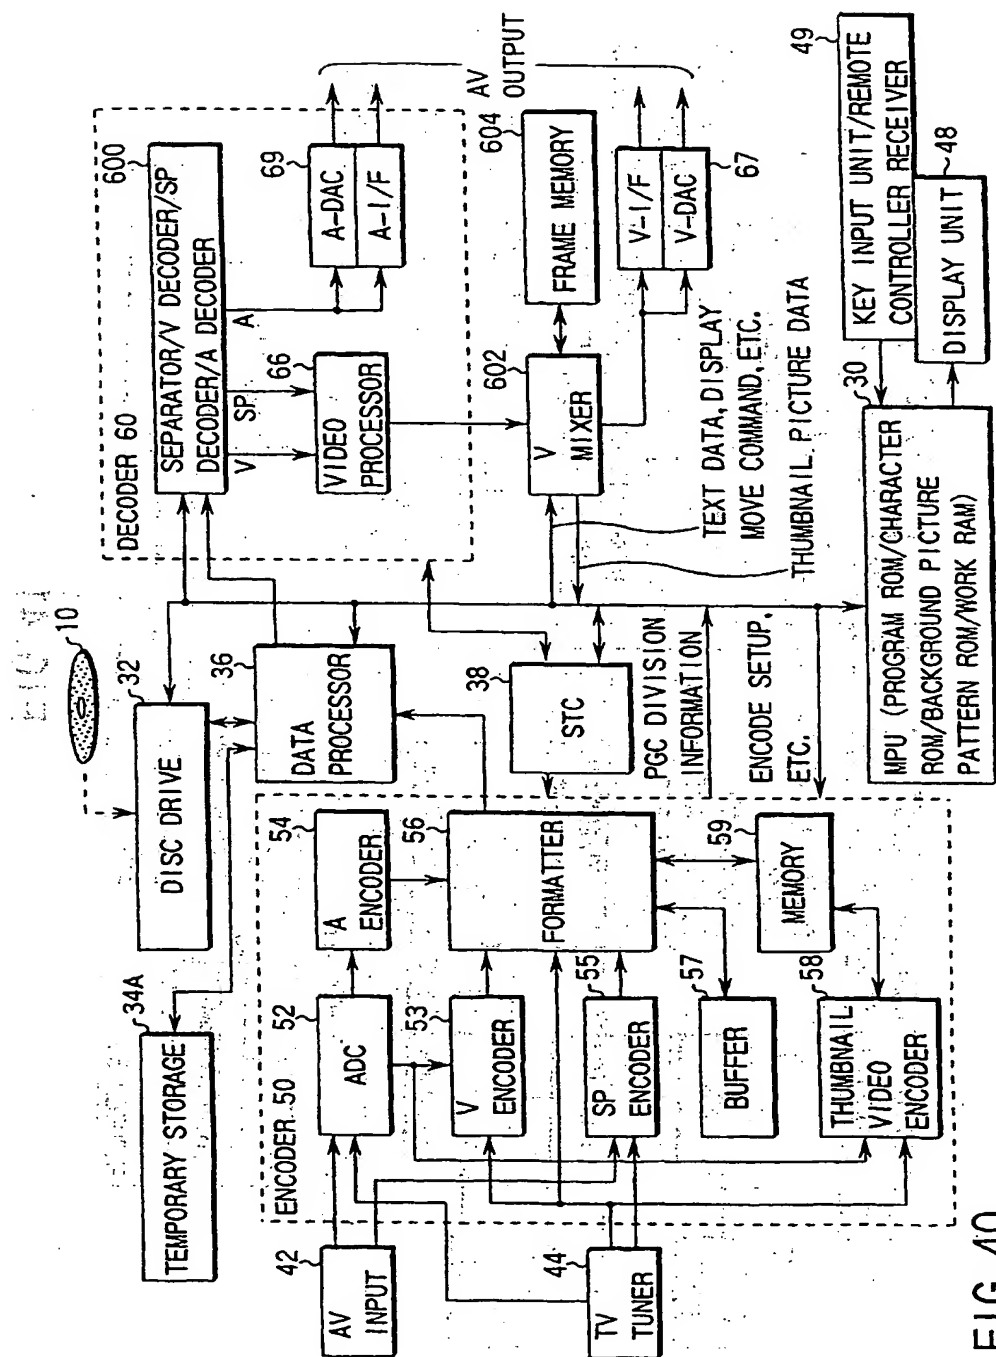 FIG. 40
10
TEMPORARY STORAGE
34A
DISC DRIVE
32
DATA
PROCESSOR
36
DECODER 60
SEPARATOR/V DECODER/SP
DECODER/A DECODER
600
V
SP
A
VIDEO
PROCESSOR
66
A-DAC
A-I/F
69
AV
OUTPUT
AV
INPUT
42
TV
TUNER
44
ENCODER 50
ADC
52
A
ENCODER
54
V
ENCODER
53
SP
ENCODER
55
FORMATTER
56
BUFFER
57
THUMBNAIL
VIDEO
ENCODER
58
MEMORY
59
STC
38
PGC DIVISION
INFORMATION
ENCODE SETUP,
ETC.
V
MIXER
602
FRAME MEMORY
604
V-I/F
V-DAC
67
TEXT DATA, DISPLAY
MOVE COMMAND, ETC.
THUMBNAIL PICTURE DATA
MPU (PROGRAM ROM/CHARACTER
ROM/BACKGROUND PICTURE
PATTERN ROM/WORK RAM)
30
KEY INPUT UNIT/REMOTE
CONTROLLER RECEIVER
49
DISPLAY UNIT
48